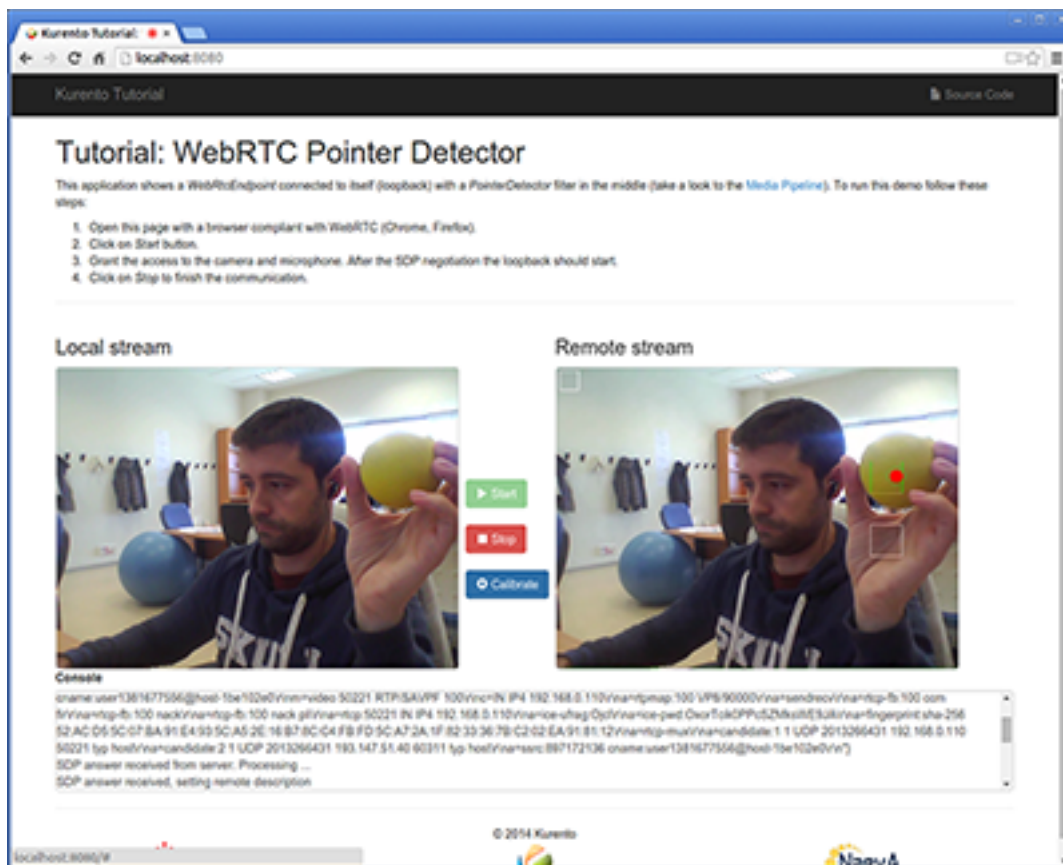 Kurento Tutorial:
localhost:8080
Kurento Tutorial
Source Code
Tutorial: WebRTC Pointer Detector
This application shows a WebRtcEndpoint connected to itself (loopback) with a PointerDetector filter in the middle (take a look to the Media Pipeline). To run this demo follow these
steps:
1. Open this page with a browser compliant with WebRTC (Chrome, Firefox).
2. Click on Start button.
3. Grant the access to the camera and microphone. After the SDP negotiation the loopback should start.
4. Click on Stop to finish the communication.
Local stream
Remote stream
Start
Stop
Calibrate
Console
SDP answer received from server. Processing ...
SDP answer received, setting remote description
© 2014 Kurento
localhost:8080/#